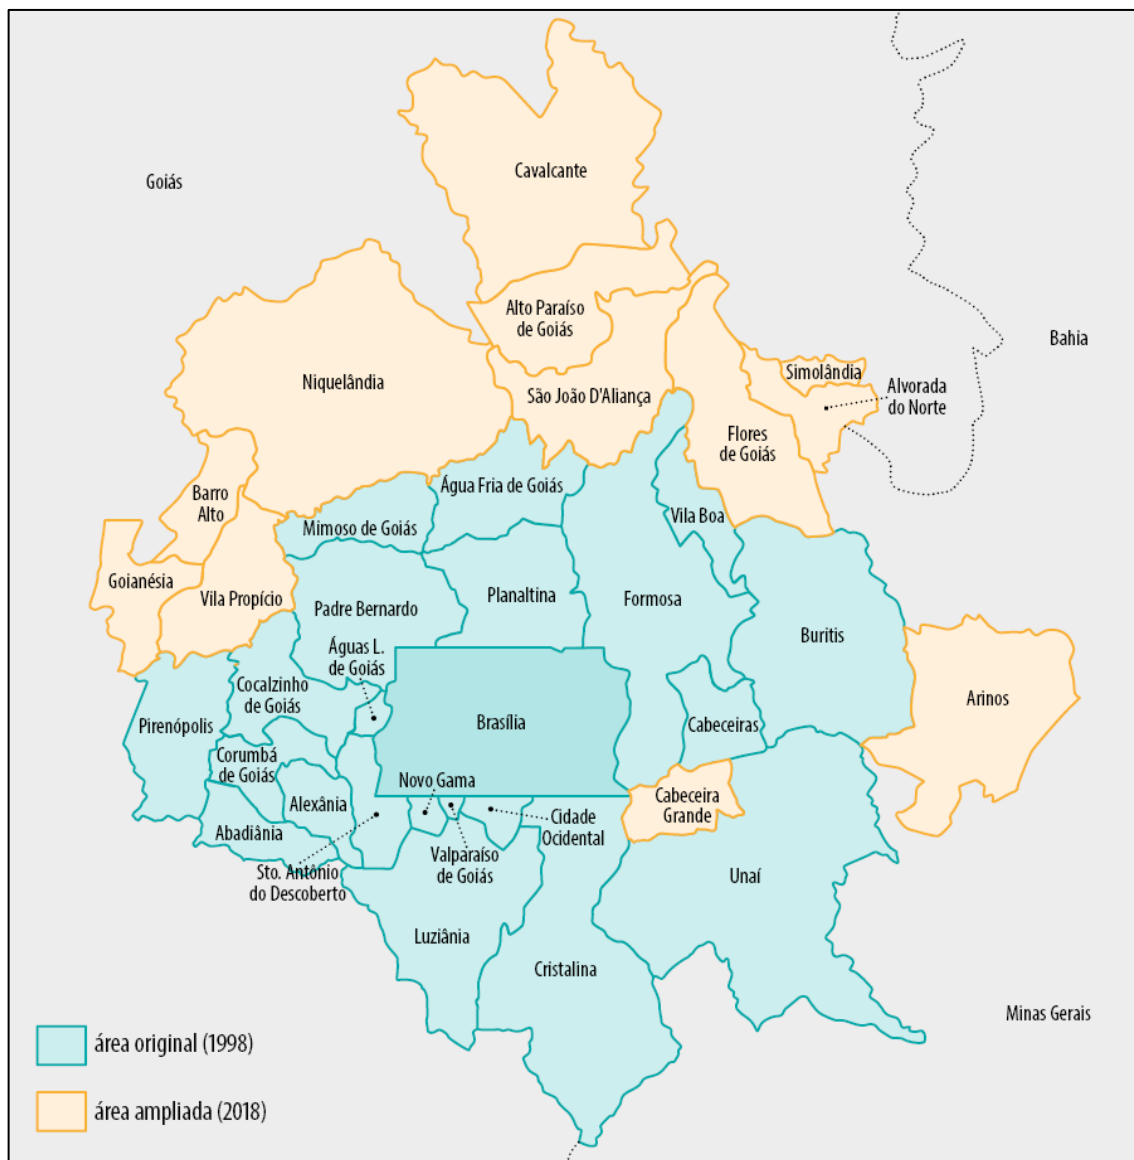 Cavalcante
Goiás
Alto Paraíso
de Goiás
Bahia
Niquelândia
São João D'Aliança
Simolândia
Alvorada
do Norte
Flores
de Goiás
Barro
Alto
Água Fria de Goiás
Vila Boa
Mimoso de Goiás
Goianésia
Vila Propício
Padre Bernardo
Planaltina
Formosa
Buritis
Águas L.
de Goiás
Cocalzinho
de Goiás
Arinos
Pirenópolis
Brasília
Cabeceiras
Corumbá
de Goiás
Novo Gama
Alexânia
Cabeceira
Grande
Cidade
Ocidental
Abadiânia
Valparaíso
de Goiás
Sto. Antônio
do Descoberto
Unaí
Luziânia
Cristalina
Minas Gerais
área original (1998)
área ampliada (2018)